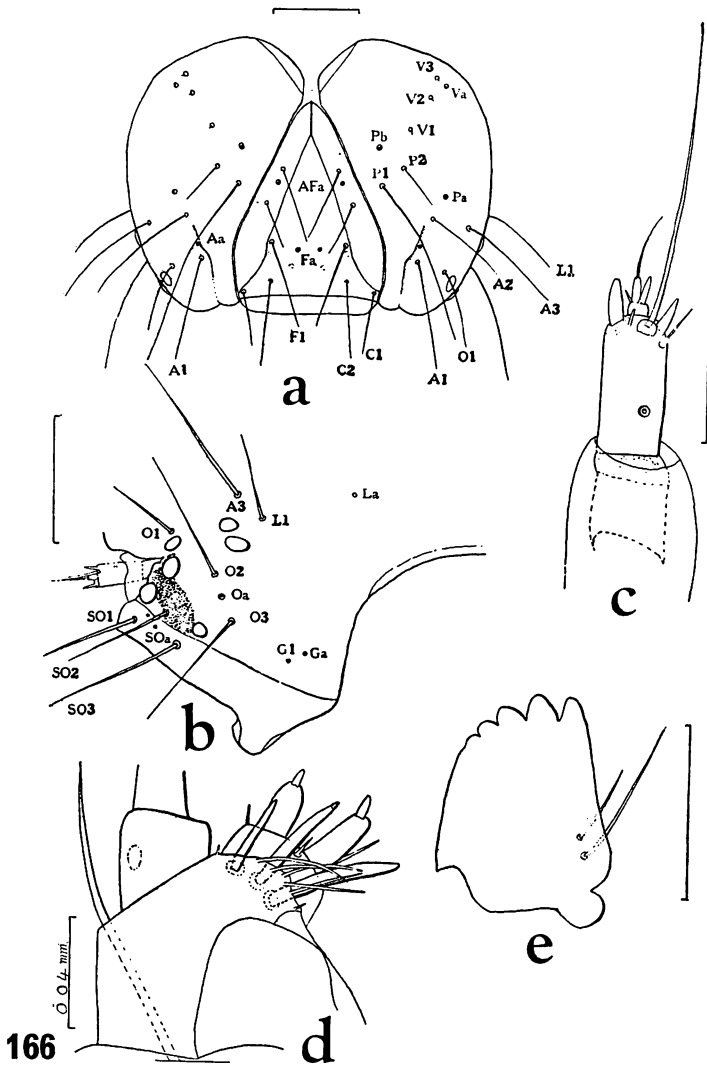 V3
Va
V2
V1
Pb
P2
P1
AFa
Pa
Aa
Fa
L1
A2
A3
F1
C1
O1
A1
C2
A1
a
A3
L1
La
O1
O2
Oa
SO1
O3
SOa
G1
Ga
SO2
SO3
b
c
0.04 mm.
d
e
166